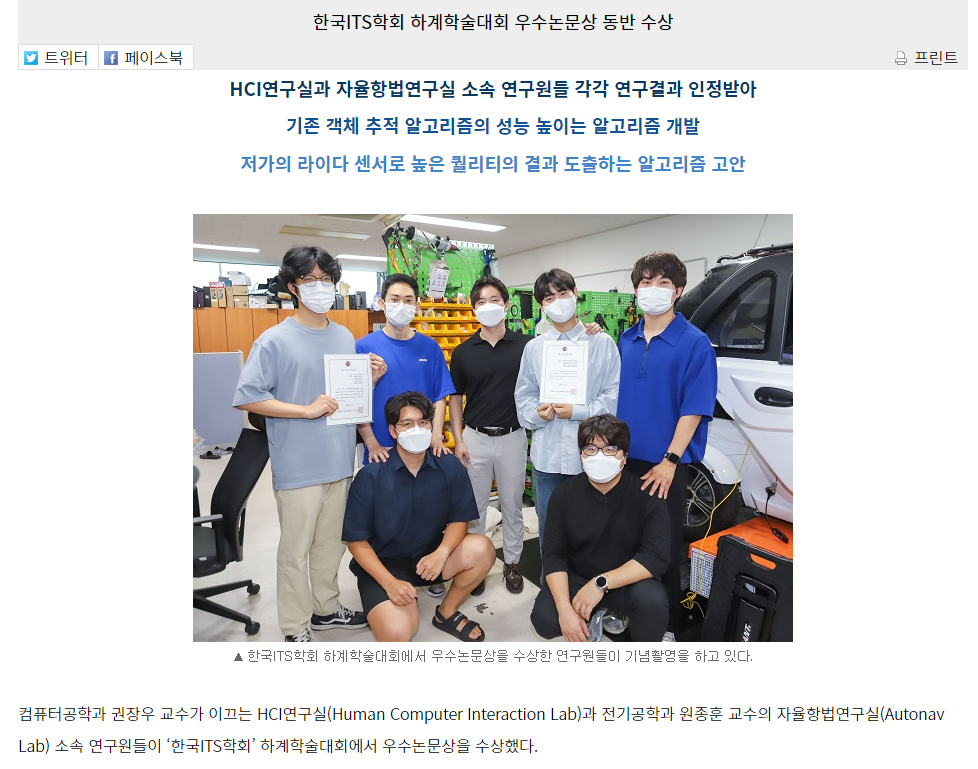 한국ITS학회 하계학술대회 우수논문상 동반 수상
트위터 페이스북 프린트
HCI연구실과 자율항법연구실 소속 연구원들 각각 연구결과 인정받아
기존 객체 추적 알고리즘의 성능 높이는 알고리즘 개발
저가의 라이다 센서로 높은 퀄리티의 결과 도출하는 알고리즘 고안
▲ 한국ITS학회 하계학술대회에서 우수논문상을 수상한 연구원들이 기념촬영을 하고 있다.
컴퓨터공학과 권장우 교수가 이끄는 HCI연구실(Human Computer Interaction Lab)과 전기공학과 원종훈 교수의 자율항법연구실(Autonav
Lab) 소속 연구원들이 ‘한국ITS학회’ 하계학술대회에서 우수논문상을 수상했다.